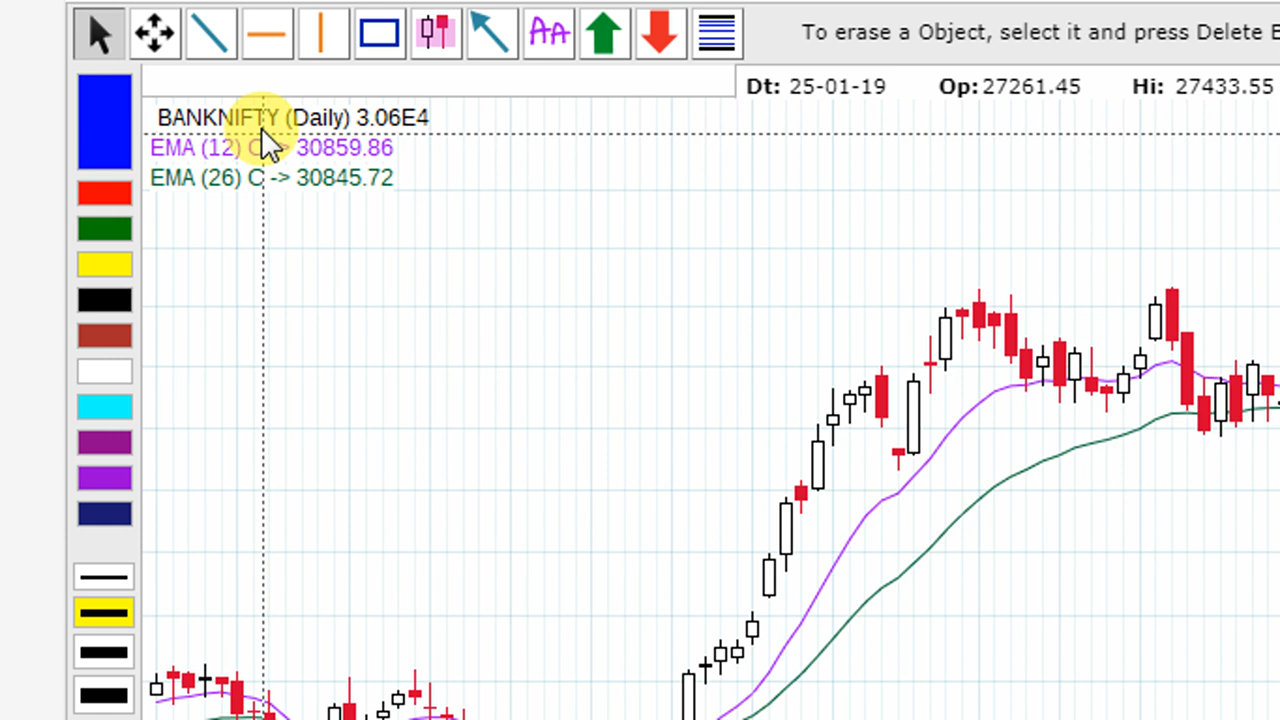 AA
To erase a Object, select it and press Delete
Dt: 25-01-19 Op:27261.45 Hi: 27433.55
BANKNIFTY (Daily) 3.06E4
EMA (12) C -> 30859.86
EMA (26) C -> 30845.72